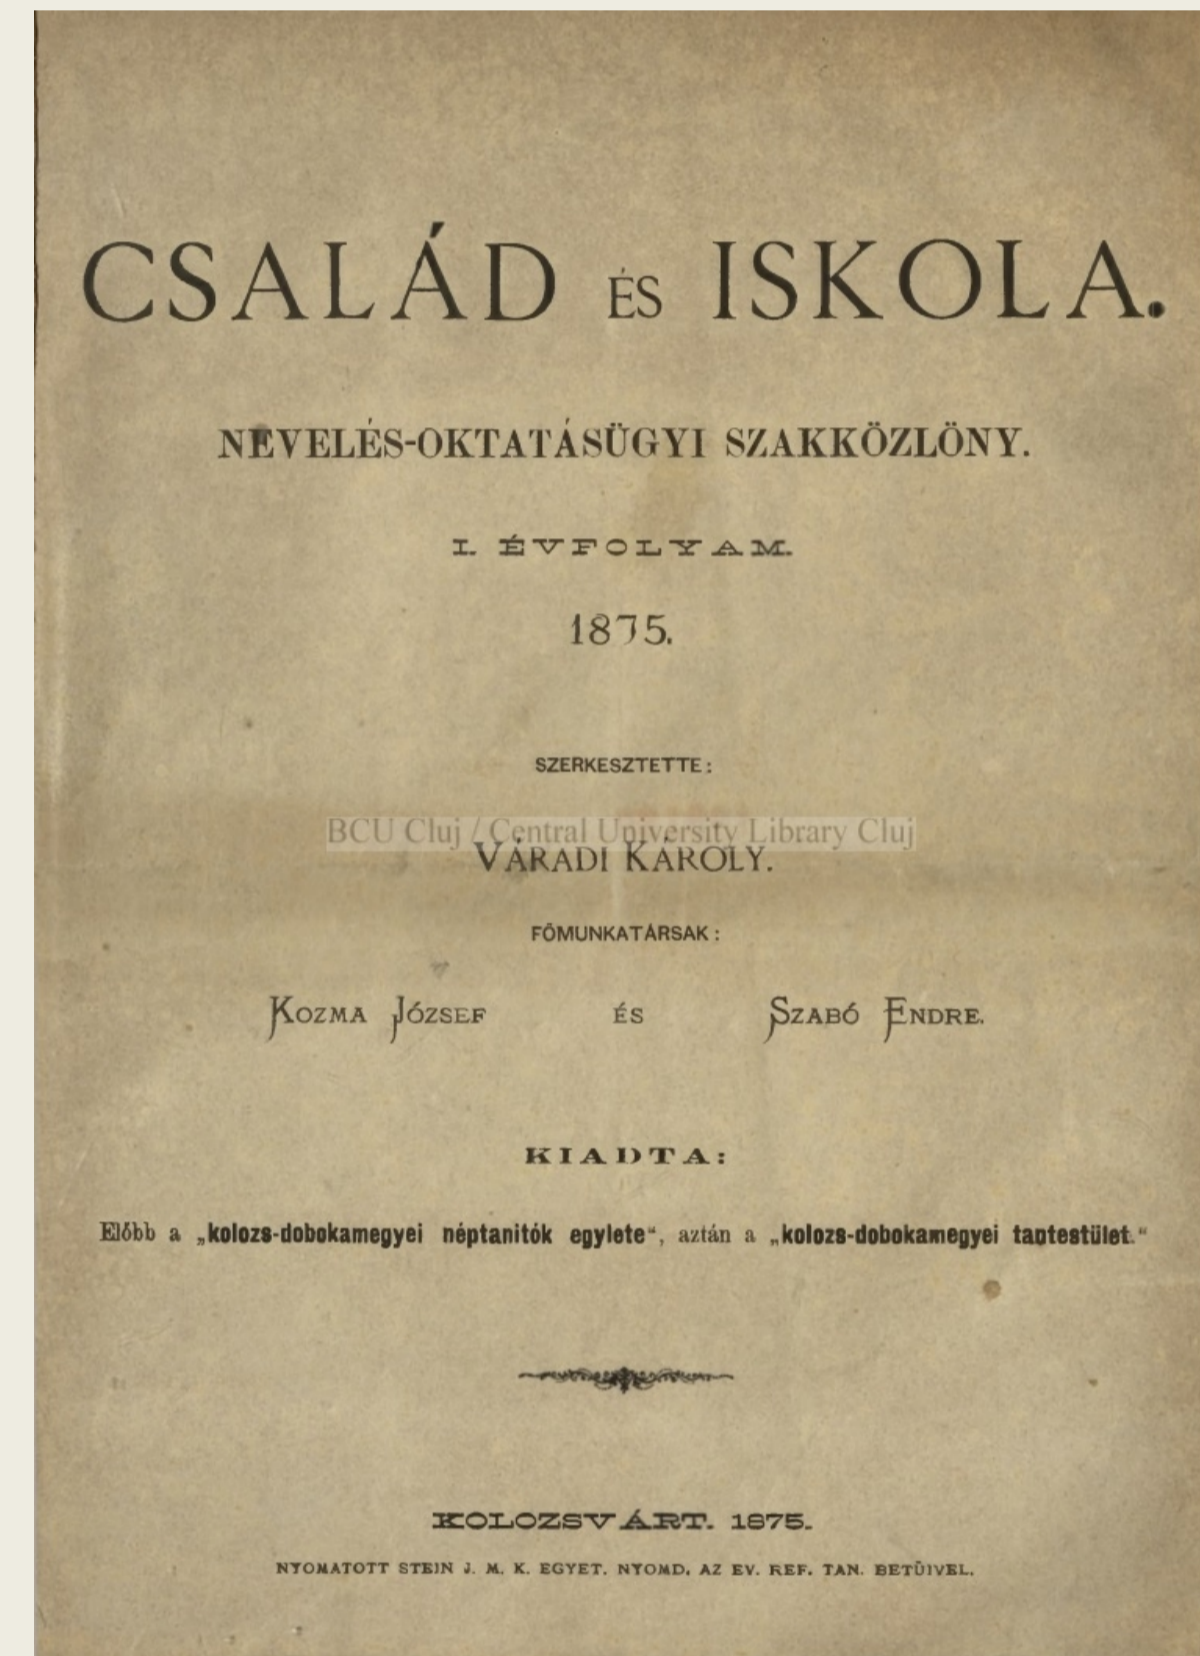 CSALÁD ÉS ISKOLA.
NEVELÉS-OKTATÁSÜGYI SZAKKÖZLÖNY.
I. ÉVFOLYAM.
1875.
SZERKESZTETTE:
BCU Cluj / Central University Library Cluj
VÁRADI KÁROLY.
FŐMUNKATÁRSAK:
KOZMA JÓZSEF ÉS SZABÓ ENDRE.
KIADTA:
Előbb a „kolozs-dobokamegyei néptanitók egylete“, aztán a „kolozs-dobokamegyei tantestület.“
KOLOZSVÁRT. 1875.
NYOMATOTT STEIN J. M. K. EGYET. NYOMD. AZ EV. REF. TAN. BETŰIVEL.